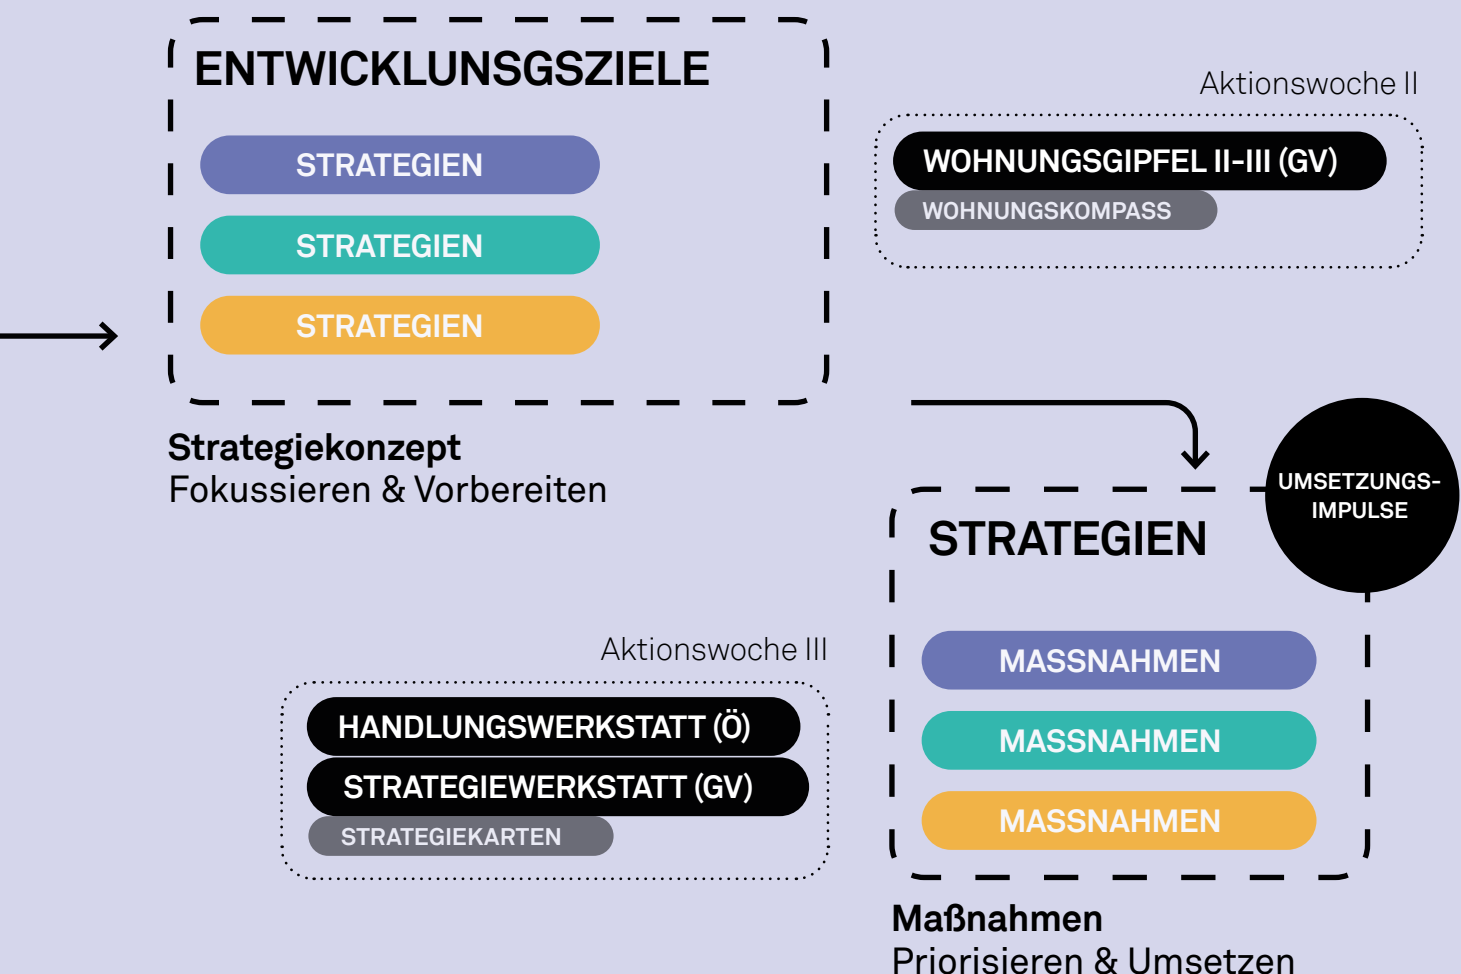 ENTWICKLUNSGSZIELE
STRATEGIEN
STRATEGIEN
STRATEGIEN
Strategiekonzept
Fokussieren & Vorbereiten
Aktionswoche II
WOHNUNGSGIPFEL II-III (GV)
WOHNUNGSKOMPASS
UMSETZUNGS-
IMPULSE
STRATEGIEN
MASSNAHMEN
MASSNAHMEN
MASSNAHMEN
Maßnahmen
Priorisieren & Umsetzen
Aktionswoche III
HANDLUNGSWERKSTATT (Ö)
STRATEGIEWERKSTATT (GV)
STRATEGIEKARTEN